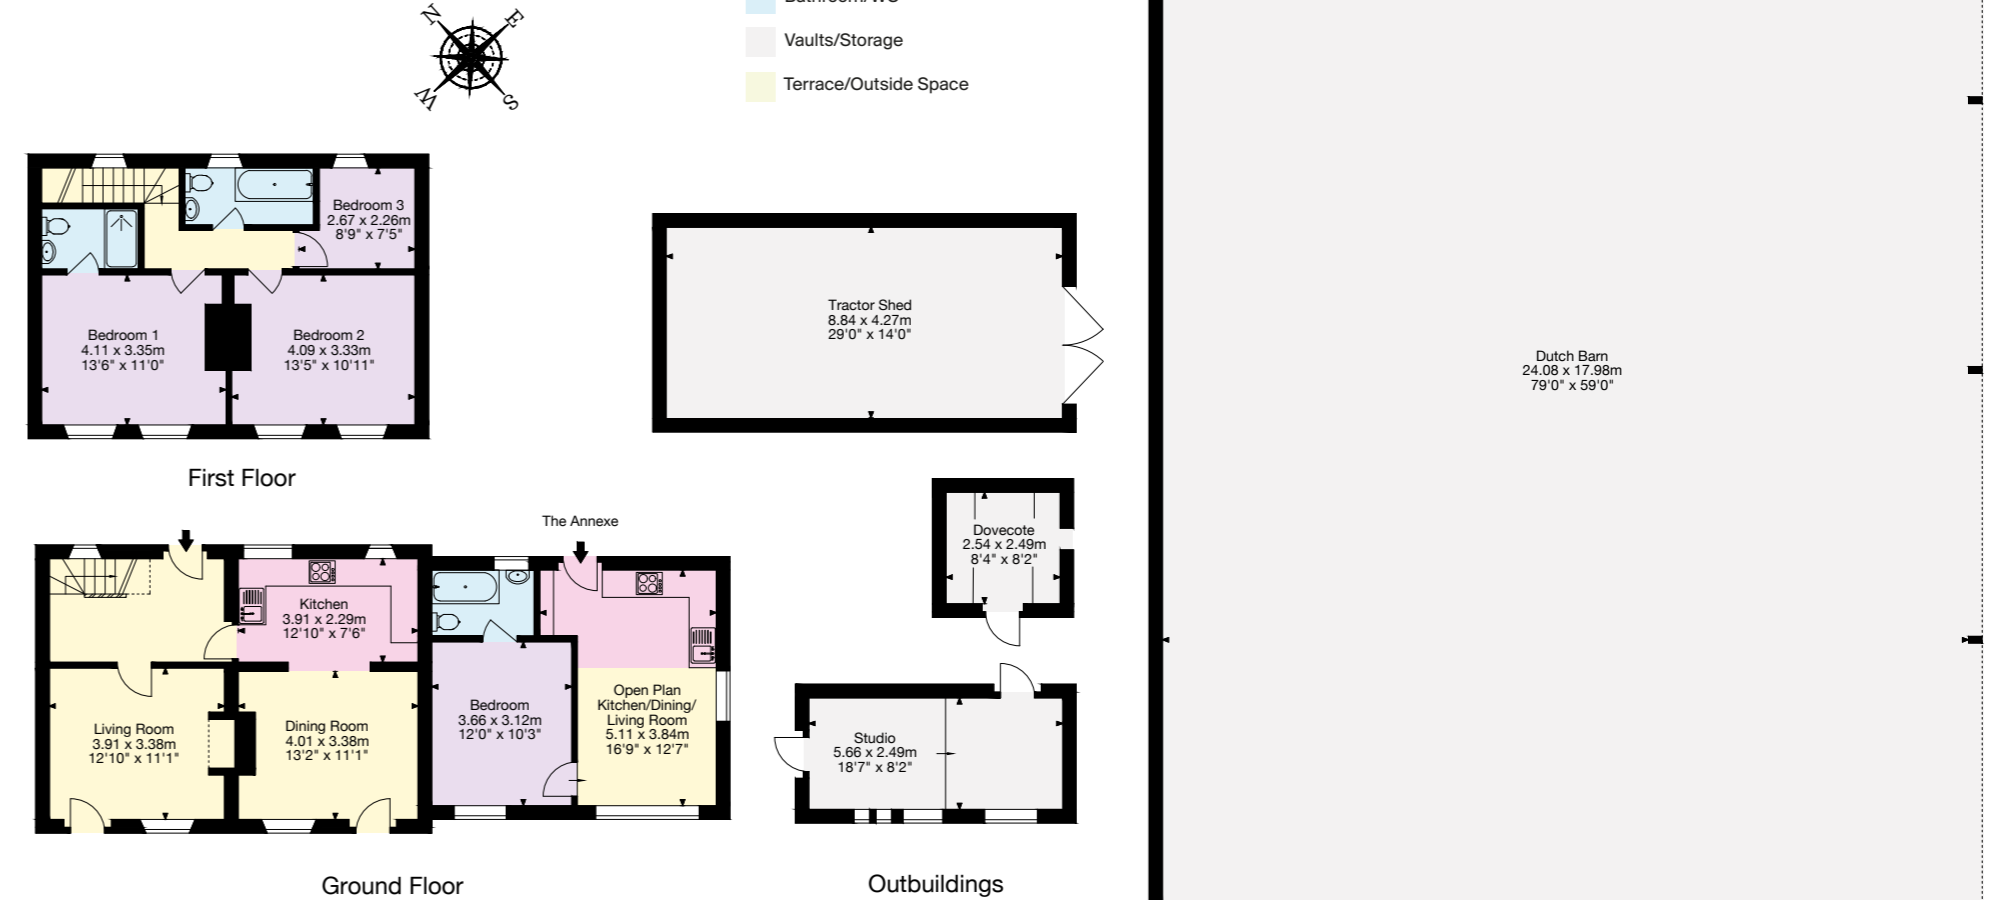 N
E
W
S
Bathroom/WC
Vaults/Storage
Terrace/Outside Space
Bedroom 3
2.67 x 2.26m
8'9" x 7'5"
Bedroom 1
4.11 x 3.35m
13'6" x 11'0"
Bedroom 2
4.09 x 3.33m
13'5" x 10'11"
First Floor
Tractor Shed
8.84 x 4.27m
29'0" x 14'0"
Dutch Barn
24.08 x 17.98m
79'0" x 59'0"
Dovecote
2.54 x 2.49m
8'4" x 8'2"
The Annexe
Kitchen
3.91 x 2.29m
12'10" x 7'6"
Living Room
3.91 x 3.38m
12'10" x 11'1"
Dining Room
4.01 x 3.38m
13'2" x 11'1"
Bedroom
3.66 x 3.12m
12'0" x 10'3"
Open Plan
Kitchen/Dining/
Living Room
5.11 x 3.84m
16'9" x 12'7"
Studio
5.66 x 2.49m
18'7" x 8'2"
Ground Floor
Outbuildings